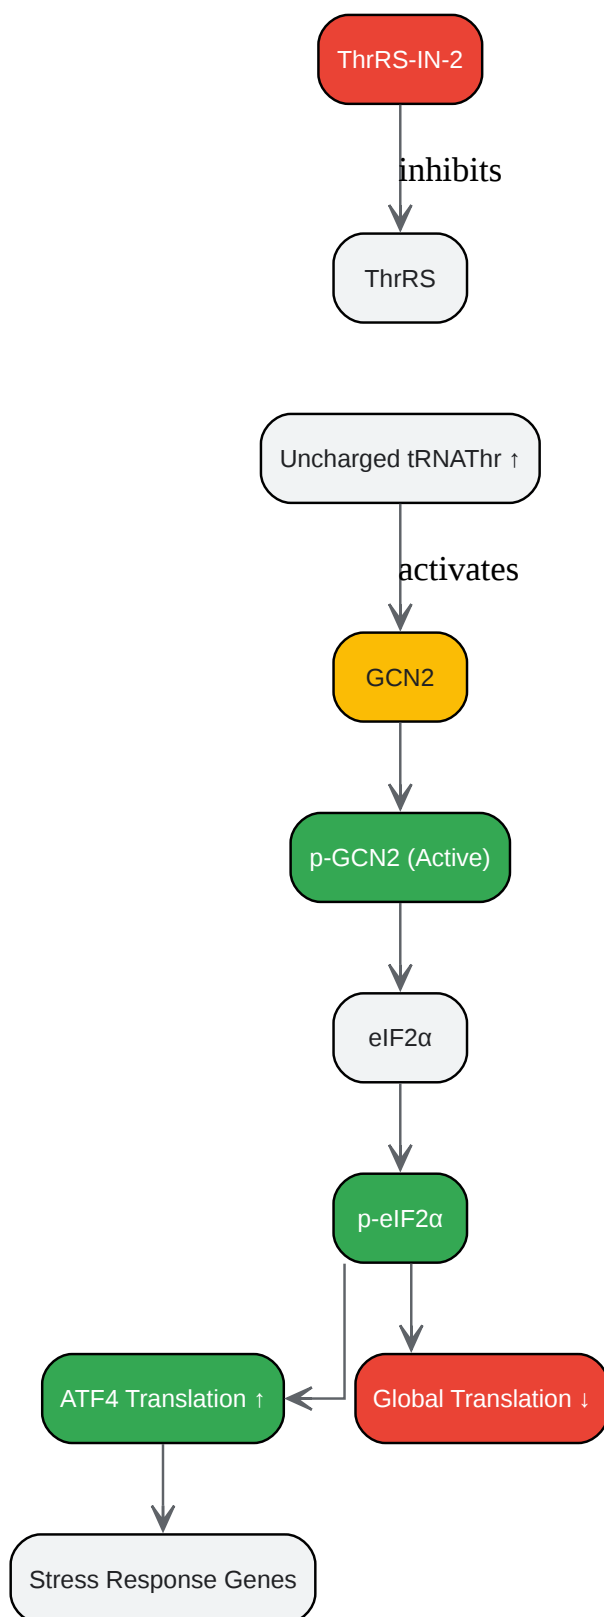 ThrRS-IN-2
inhibits
ThrRS
Uncharged tRNAThr ↑
activates
GCN2
p-GCN2 (Active)
eIF2α
p-eIF2α
ATF4 Translation ↑
Global Translation ↓
Stress Response Genes